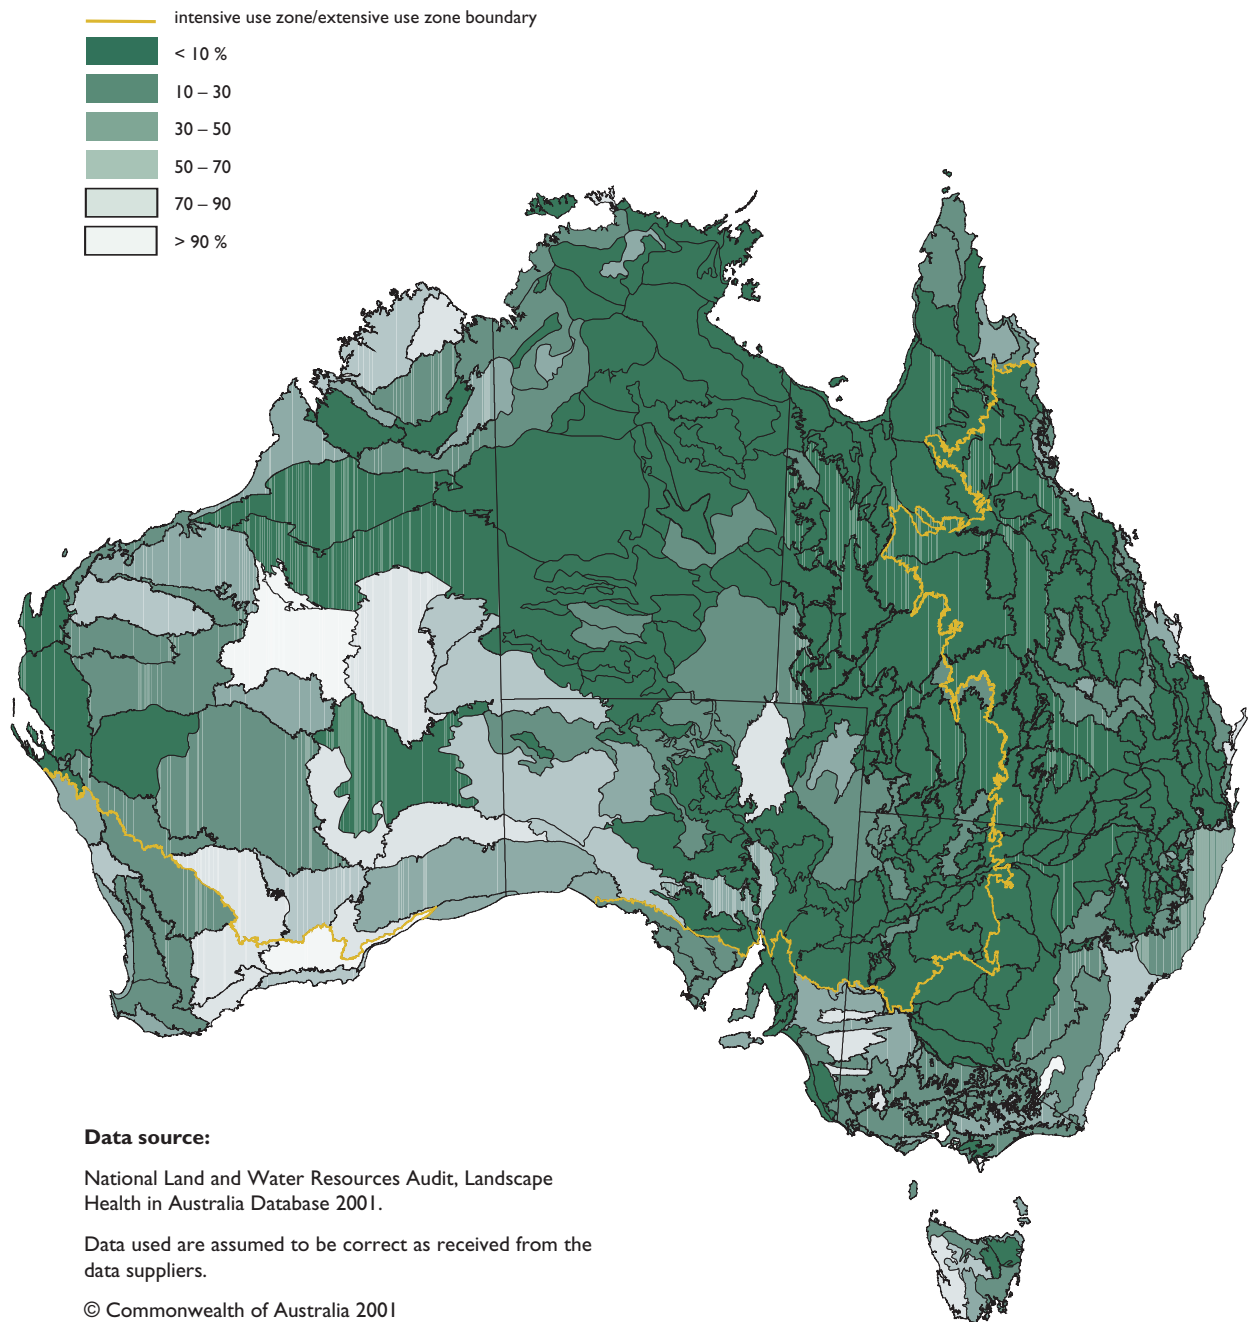 intensive use zone/extensive use zone boundary
< 10 %
10 – 30
30 – 50
50 – 70
70 – 90
> 90 %
Data source:
National Land and Water Resources Audit, Landscape
Health in Australia Database 2001.
Data used are assumed to be correct as received from the
data suppliers.
© Commonwealth of Australia 2001